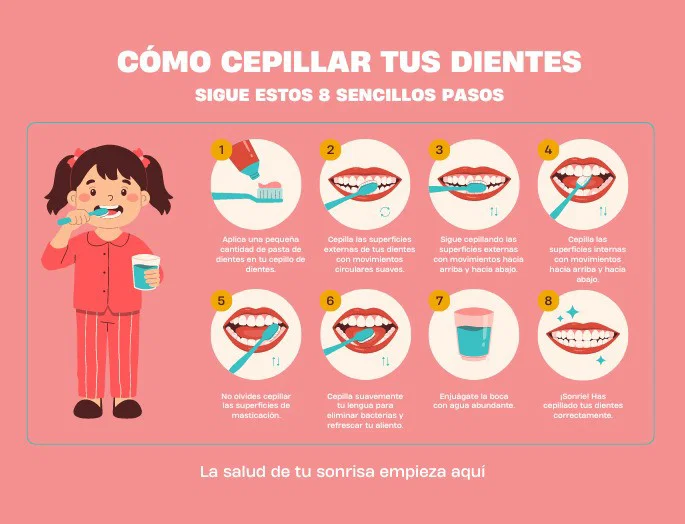 CÓMO CEPILLAR TUS DIENTES
SIGUE ESTOS 8 SENCILLOS PASOS
1
Aplica una pequeña
cantidad de pasta de
dientes en tu cepillo de
dientes.
2
Cepilla las superficies
externas de tus dientes
con movimientos
circulares suaves.
3
Sigue cepillando las
superficies externas
con movimientos hacia
arriba y hacia abajo.
4
Cepilla las
superficies internas
con movimientos
hacia arriba y hacia
abajo.
5
No olvides cepillar
las superficies de
masticación.
6
Cepilla suavemente
tu lengua para
eliminar bacterias y
refrescar tu aliento.
7
Enjuágate la boca
con agua abundante.
8
¡Sonríe! Has
cepillado tus dientes
correctamente.
La salud de tu sonrisa empieza aquí